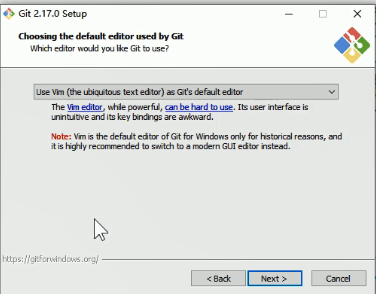 Git 2.17.0 Setup
Choosing the default editor used by Git
Which editor would you like Git to use?
Use Vim (the ubiquitous text editor) as Git's default editor
The Vim editor, while powerful, can be hard to use. Its user interface is
unintuitive and its key bindings are awkward.
Note: Vim is the default editor of Git for Windows only for historical reasons, and
it is highly recommended to switch to a modern GUI editor instead.
https://gitforwindows.org/
< Back
Next >
Cancel